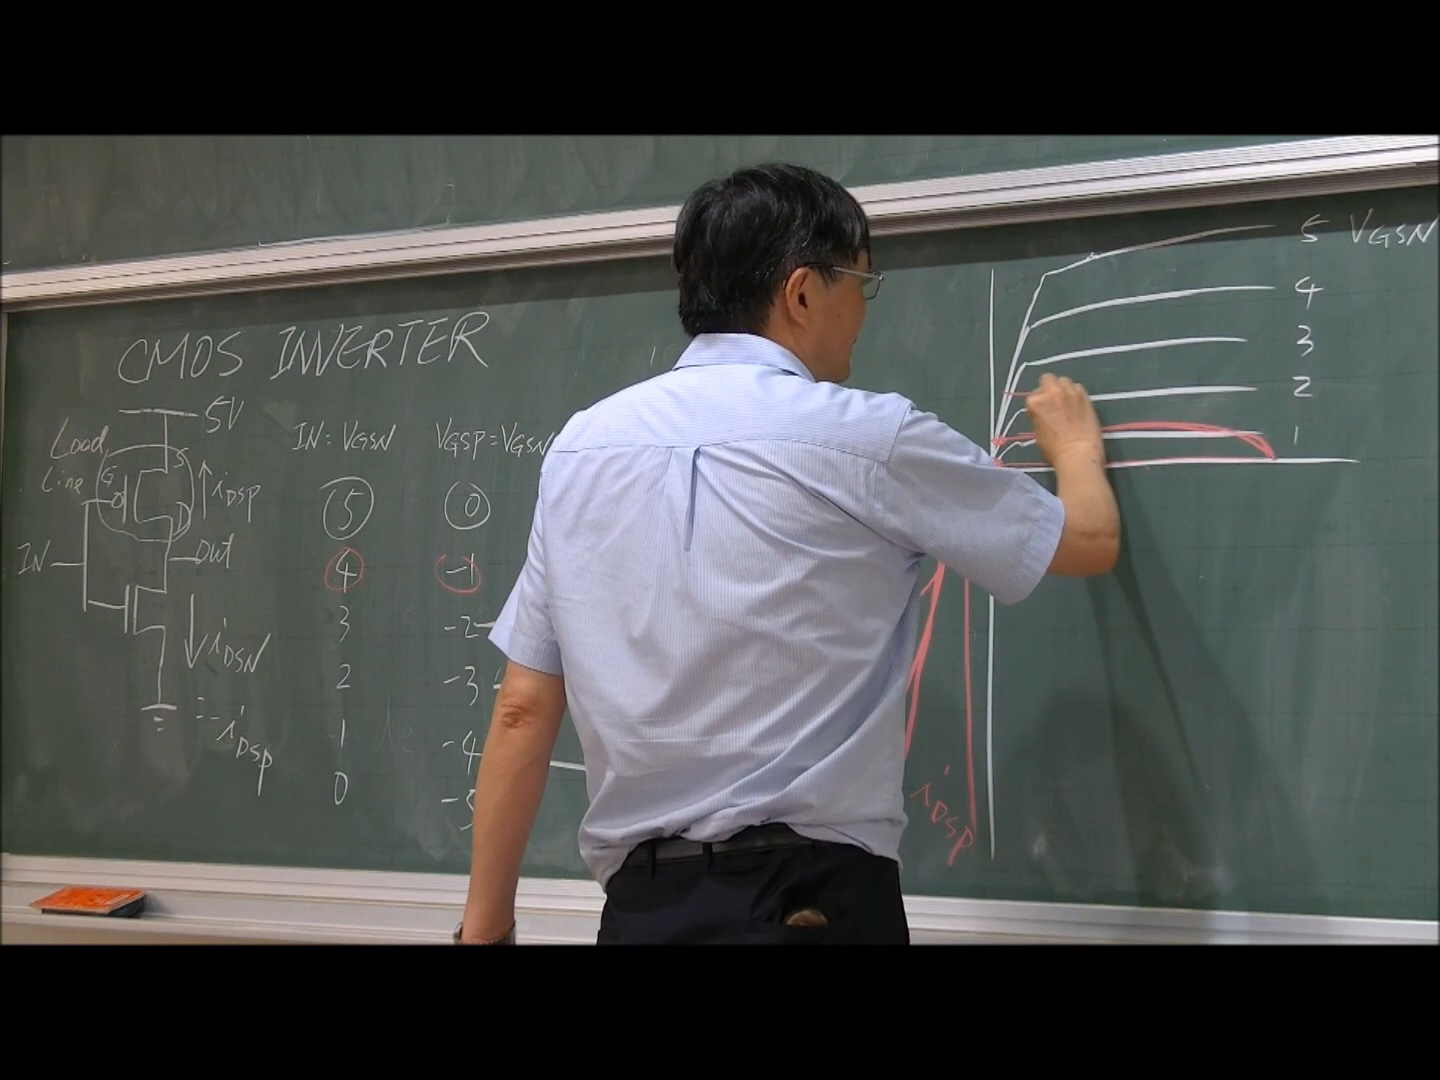 CMOS INVERTER
5V
Load
Line
G
S
D
iDSP
IN
Out
iDSN
= -iDSP
IN = VGSN
VGSP = VGSN
5
0
4
-1
3
-2
2
-3
1
-4
0
-5
5 VGSN
4
3
2
1
iDSP